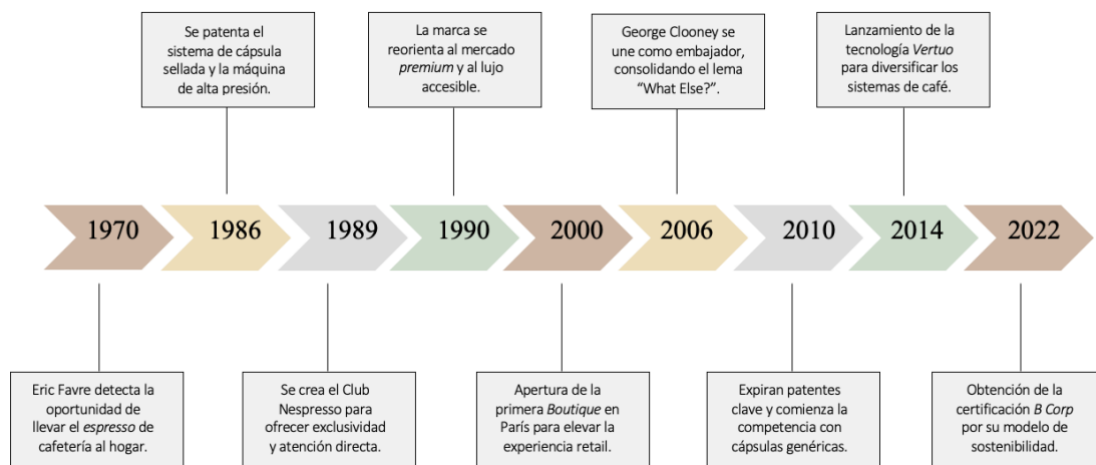 Se patenta el
sistema de cápsula
sellada y la máquina
de alta presión.
La marca se
reorienta al mercado
premium y al lujo
accesible.
George Clooney se
une como embajador,
consolidando el lema
“What Else?”.
Lanzamiento de la
tecnología Vertuo
para diversificar los
sistemas de café.
1970
1986
1989
1990
2000
2006
2010
2014
2022
Eric Favre detecta la
oportunidad de
llevar el espresso de
cafetería al hogar.
Se crea el Club
Nespresso para
ofrecer exclusividad
y atención directa.
Apertura de la
primera Boutique en
París para elevar la
experiencia retail.
Expiran patentes
clave y comienza la
competencia con
cápsulas genéricas.
Obtención de la
certificación B Corp
por su modelo de
sostenibilidad.